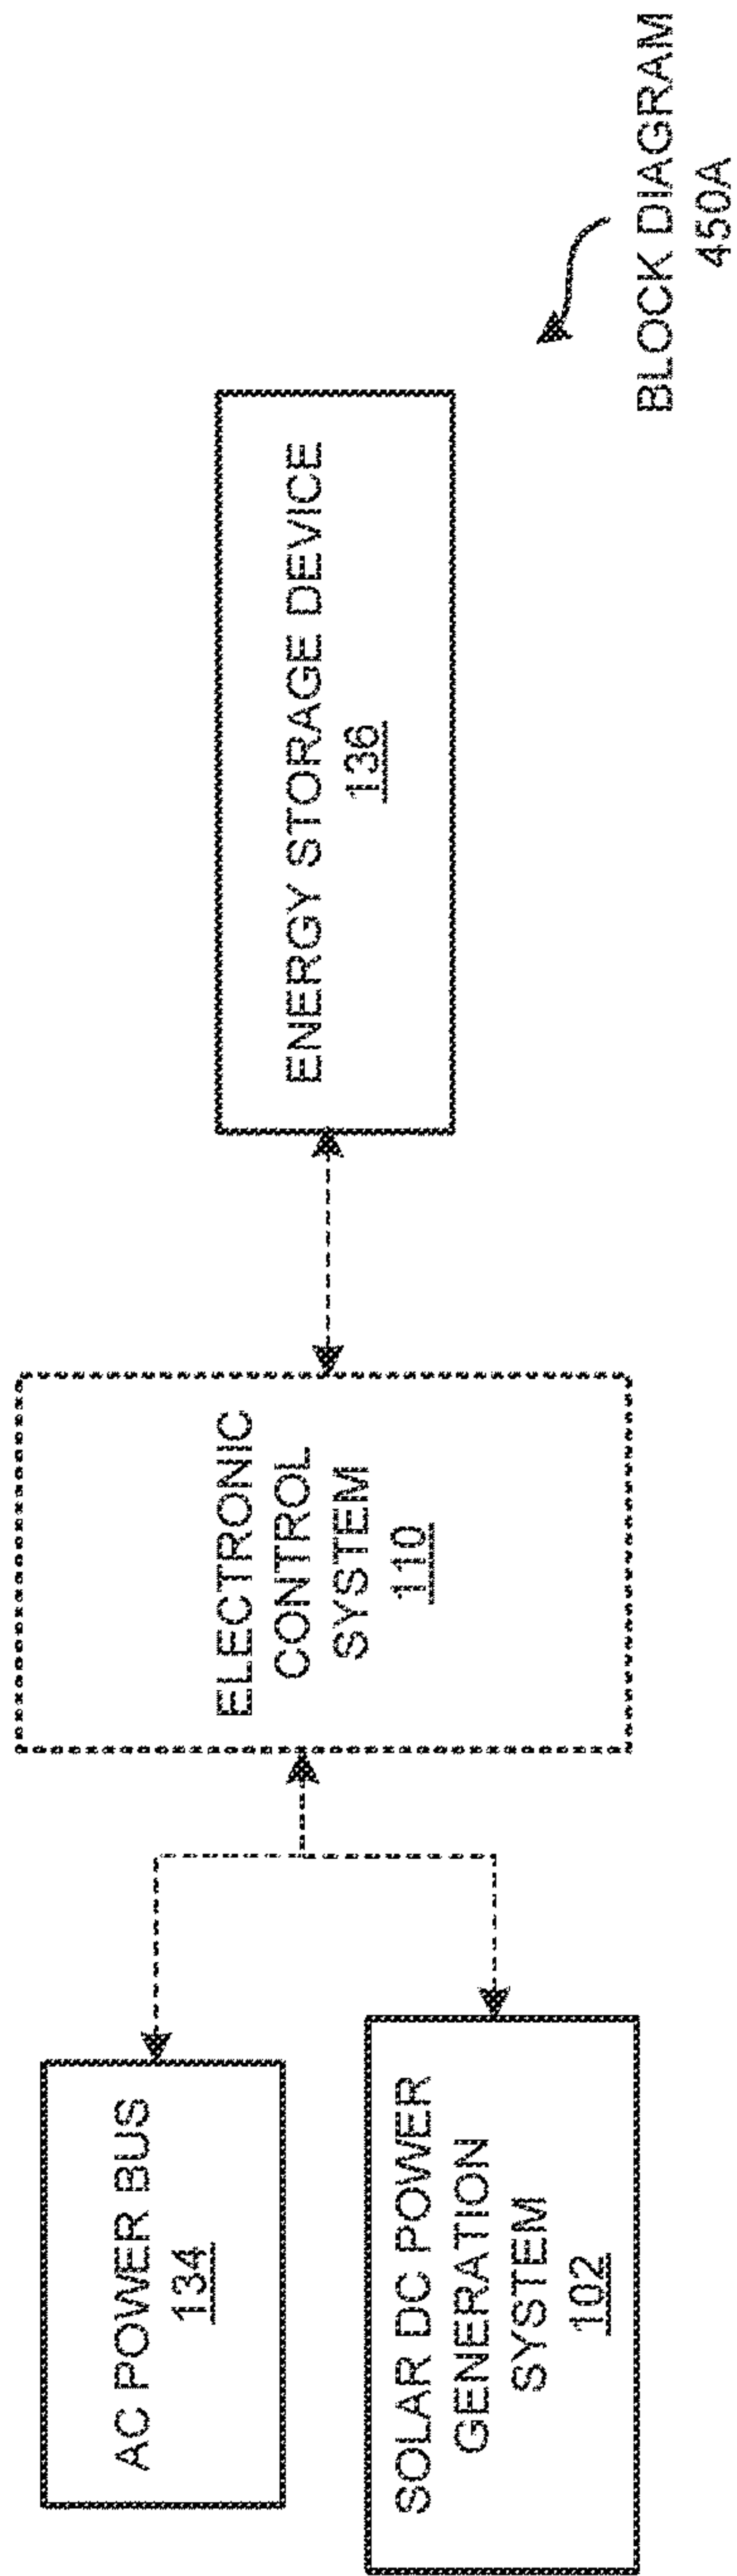 AC POWER BUS
134
SOLAR DC POWER
GENERATION
SYSTEM
102
ELECTRONIC
CONTROL
SYSTEM
110
ENERGY STORAGE DEVICE
136
BLOCK DIAGRAM
450A